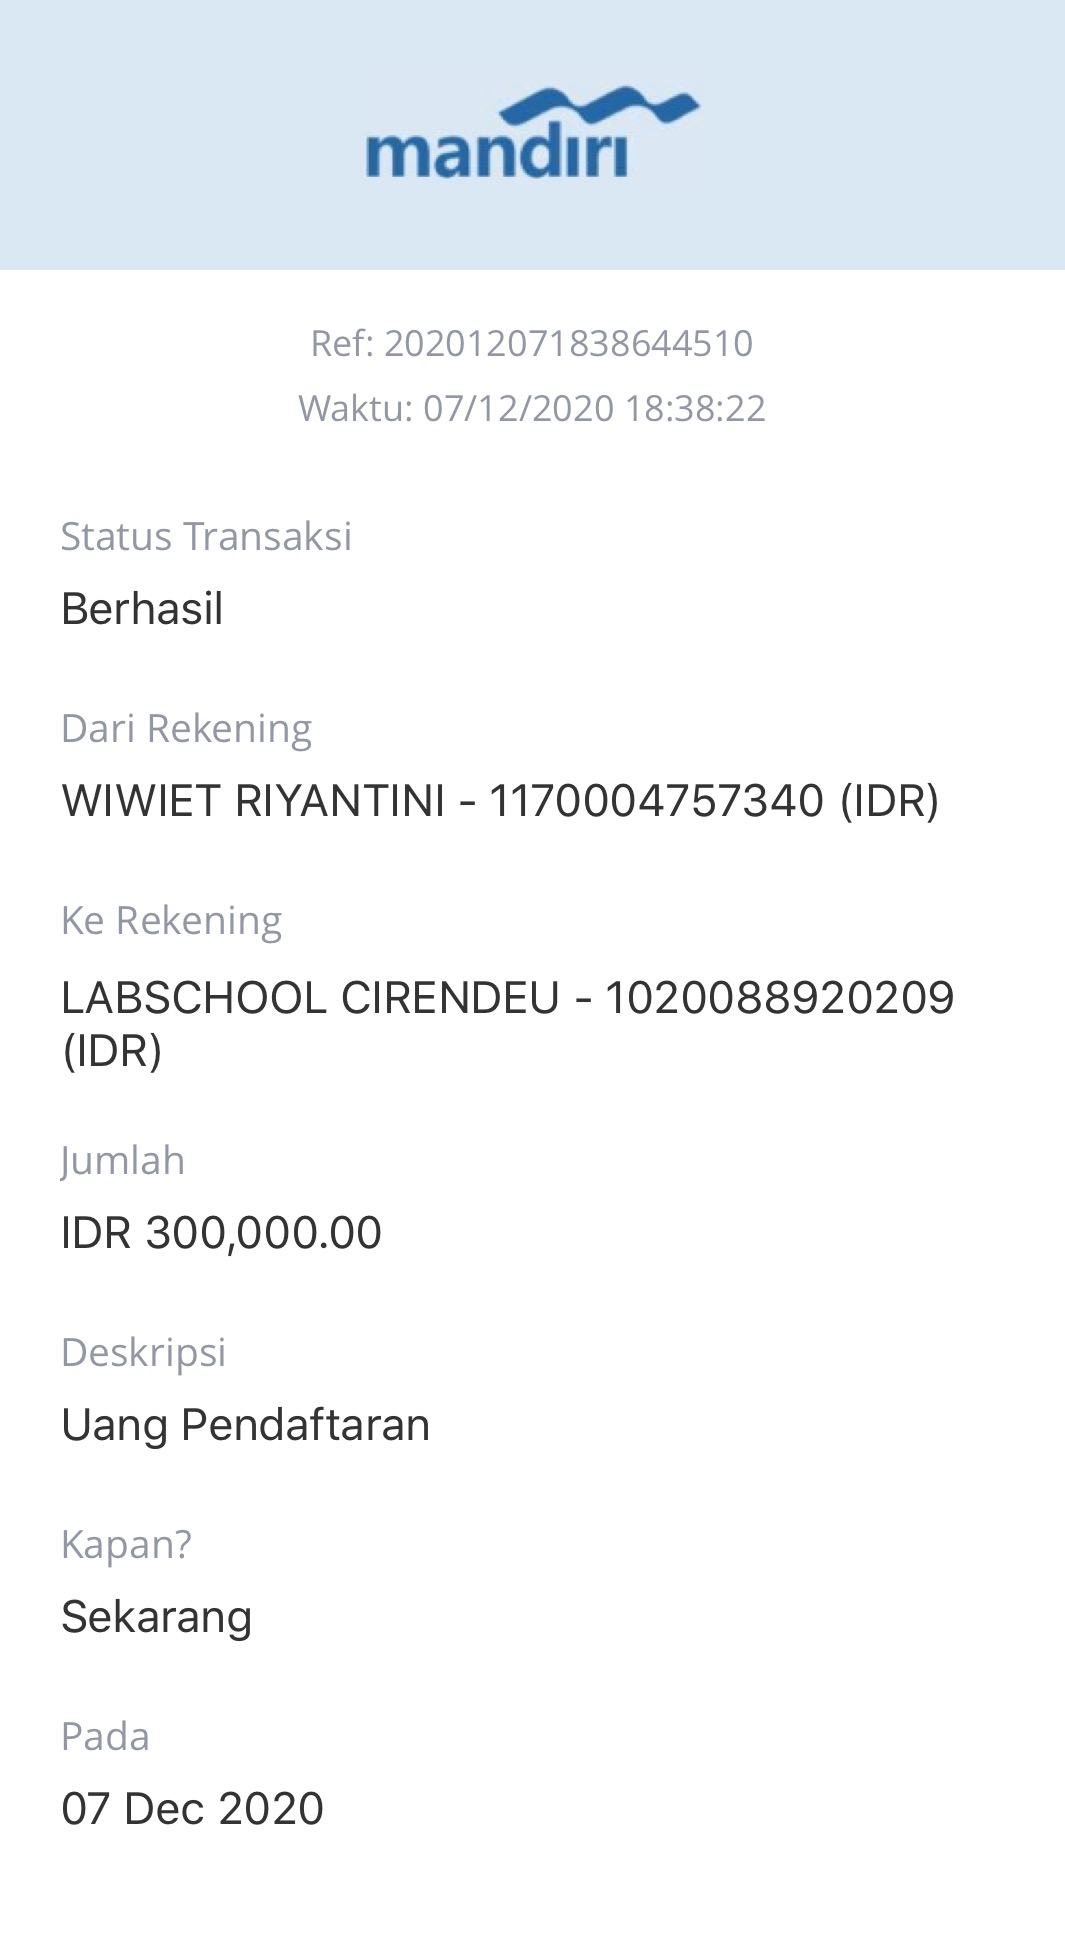 mandiri
Ref: 202012071838644510
Waktu: 07/12/2020 18:38:22
Status Transaksi
Berhasil
Dari Rekening
WIWIET RIYANTINI - 1170004757340 (IDR)
Ke Rekening
LABSCHOOL CIRENDEU - 1020088920209
(IDR)
Jumlah
IDR 300,000.00
Deskripsi
Uang Pendaftaran
Kapan?
Sekarang
Pada
07 Dec 2020